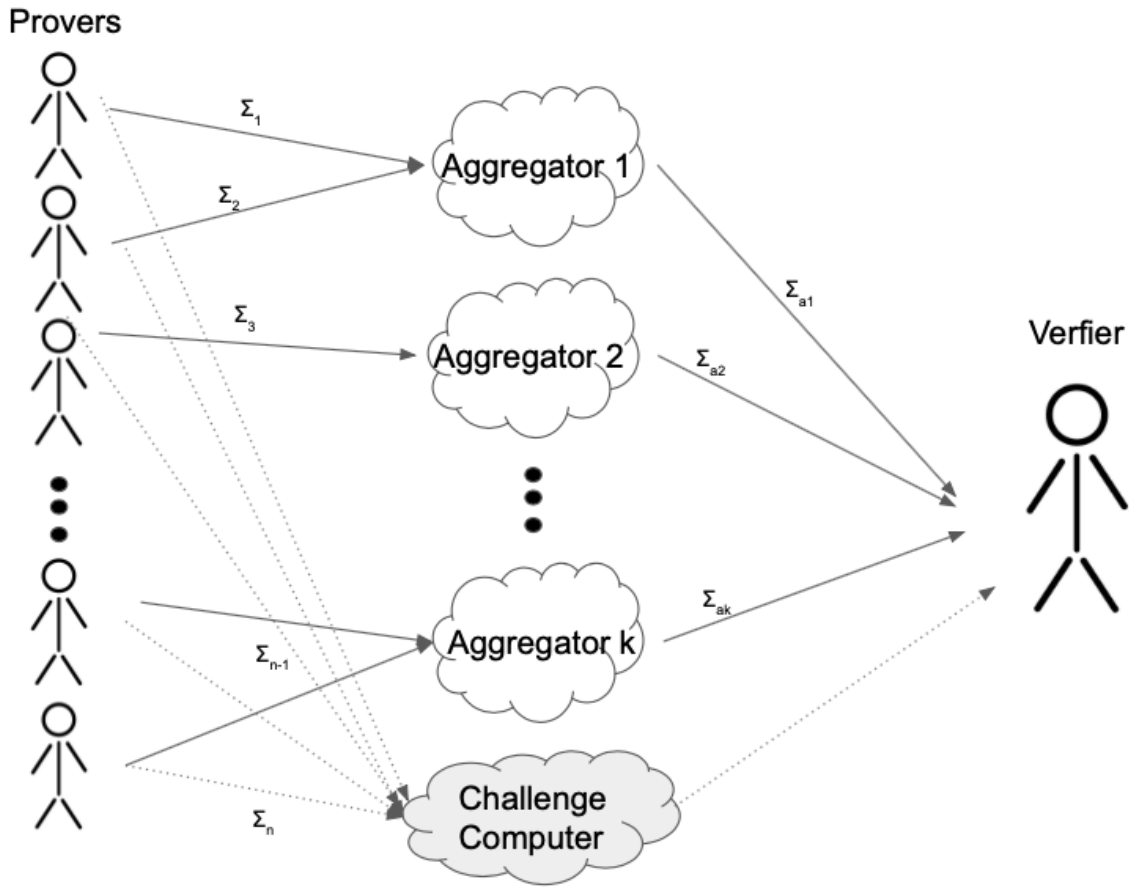 Provers
Σ1
Aggregator 1
Σ2
Σa1
Σ3
Aggregator 2
Σa2
Verfier
Σn-1
Aggregator k
Σak
Σn
Challenge
Computer